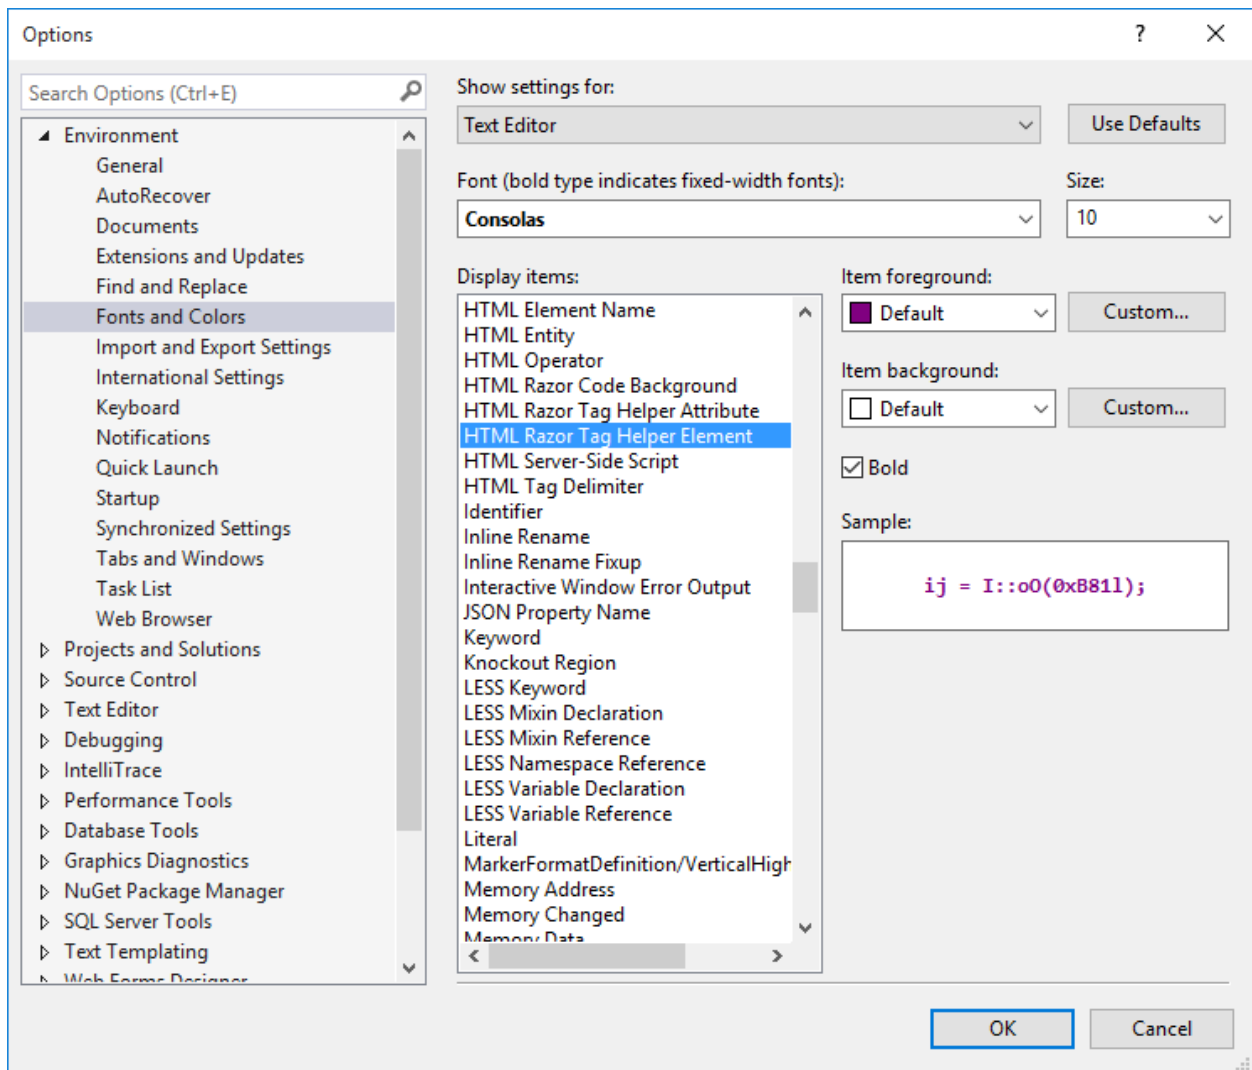 Options
?
Search Options (Ctrl+E)
Environment
General
AutoRecover
Documents
Extensions and Updates
Find and Replace
Fonts and Colors
Import and Export Settings
International Settings
Keyboard
Notifications
Quick Launch
Startup
Synchronized Settings
Tabs and Windows
Task List
Web Browser
Projects and Solutions
Source Control
Text Editor
Debugging
IntelliTrace
Performance Tools
Database Tools
Graphics Diagnostics
NuGet Package Manager
SQL Server Tools
Text Templating
Web Forms Designer
Show settings for:
Text Editor
Use Defaults
Font (bold type indicates fixed-width fonts):
Size:
Consolas
10
Display items:
HTML Element Name
HTML Entity
HTML Operator
HTML Razor Code Background
HTML Razor Tag Helper Attribute
HTML Razor Tag Helper Element
HTML Server-Side Script
HTML Tag Delimiter
Identifier
Inline Rename
Inline Rename Fixup
Interactive Window Error Output
JSON Property Name
Keyword
Knockout Region
LESS Keyword
LESS Mixin Declaration
LESS Mixin Reference
LESS Namespace Reference
LESS Variable Declaration
LESS Variable Reference
Literal
MarkerFormatDefinition/VerticalHigh
Memory Address
Memory Changed
Memory Data
Item foreground:
Default
Custom...
Item background:
Default
Custom...
Bold
Sample:
ij = I::oO(0xB81l);
OK
Cancel